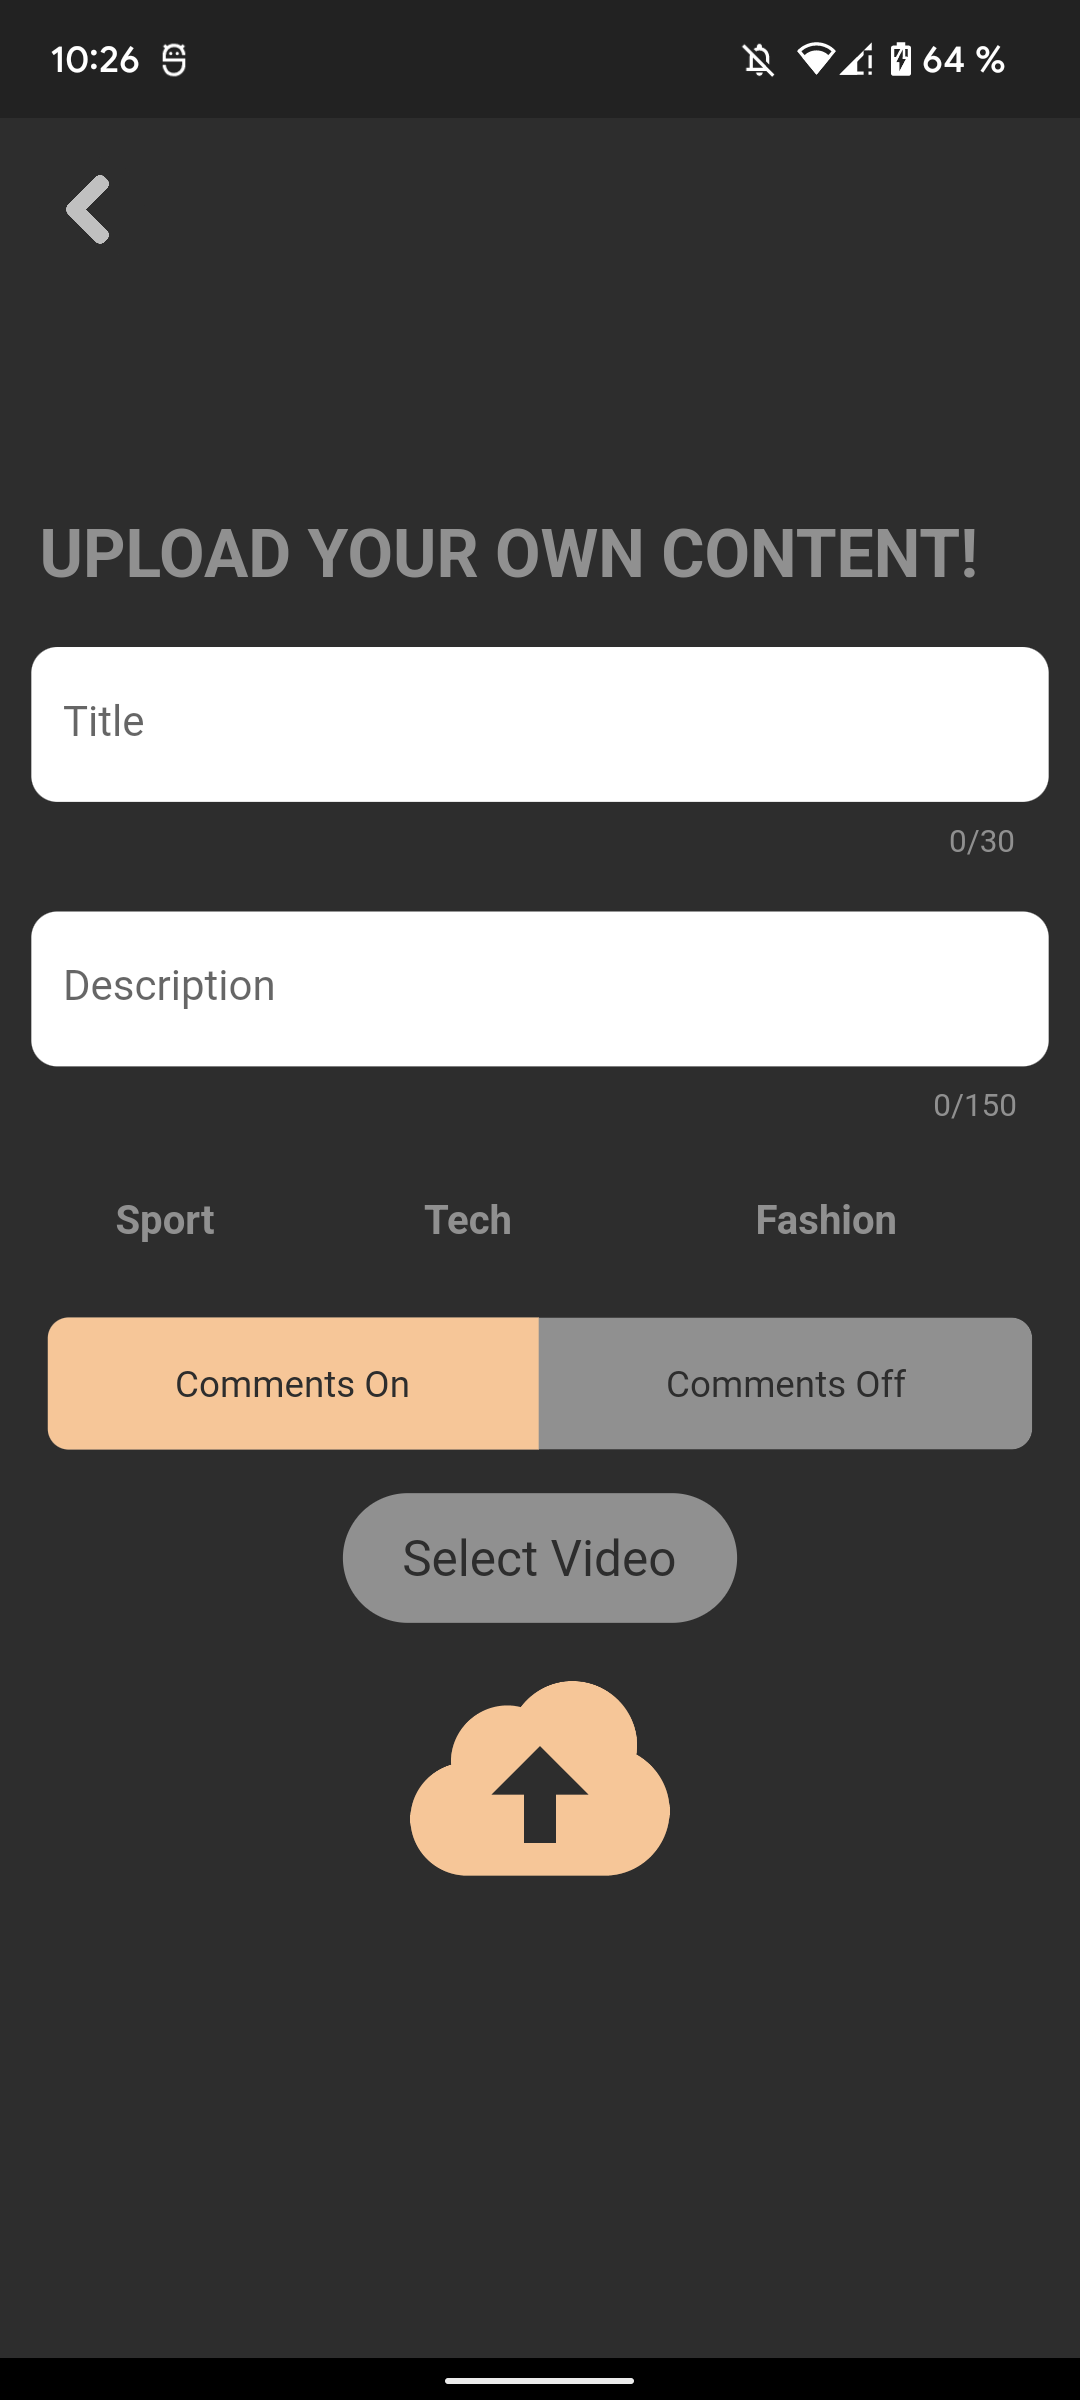 10:26 64 %
UPLOAD YOUR OWN CONTENT!
Title
0/30
Description
0/150
Sport Tech Fashion
Comments On Comments Off
Select Video